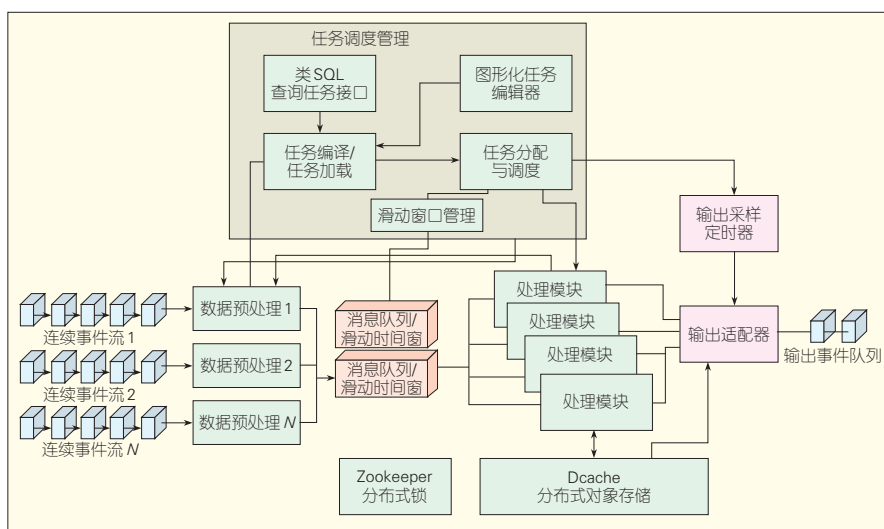 任务调度管理
类SQL
查询任务接口
图形化任务
编辑器
任务编译/
任务加载
任务分配
与调度
滑动窗口管理
输出采样
定时器
数据预处理1
连续事件流1
消息队列/
滑动时间窗
处理模块
处理模块
处理模块
处理模块
输出适配器
输出事件队列
数据预处理2
连续事件流2
消息队列/
滑动时间窗
数据预处理N
连续事件流N
Zookeeper
分布式锁
Dcache
分布式对象存储